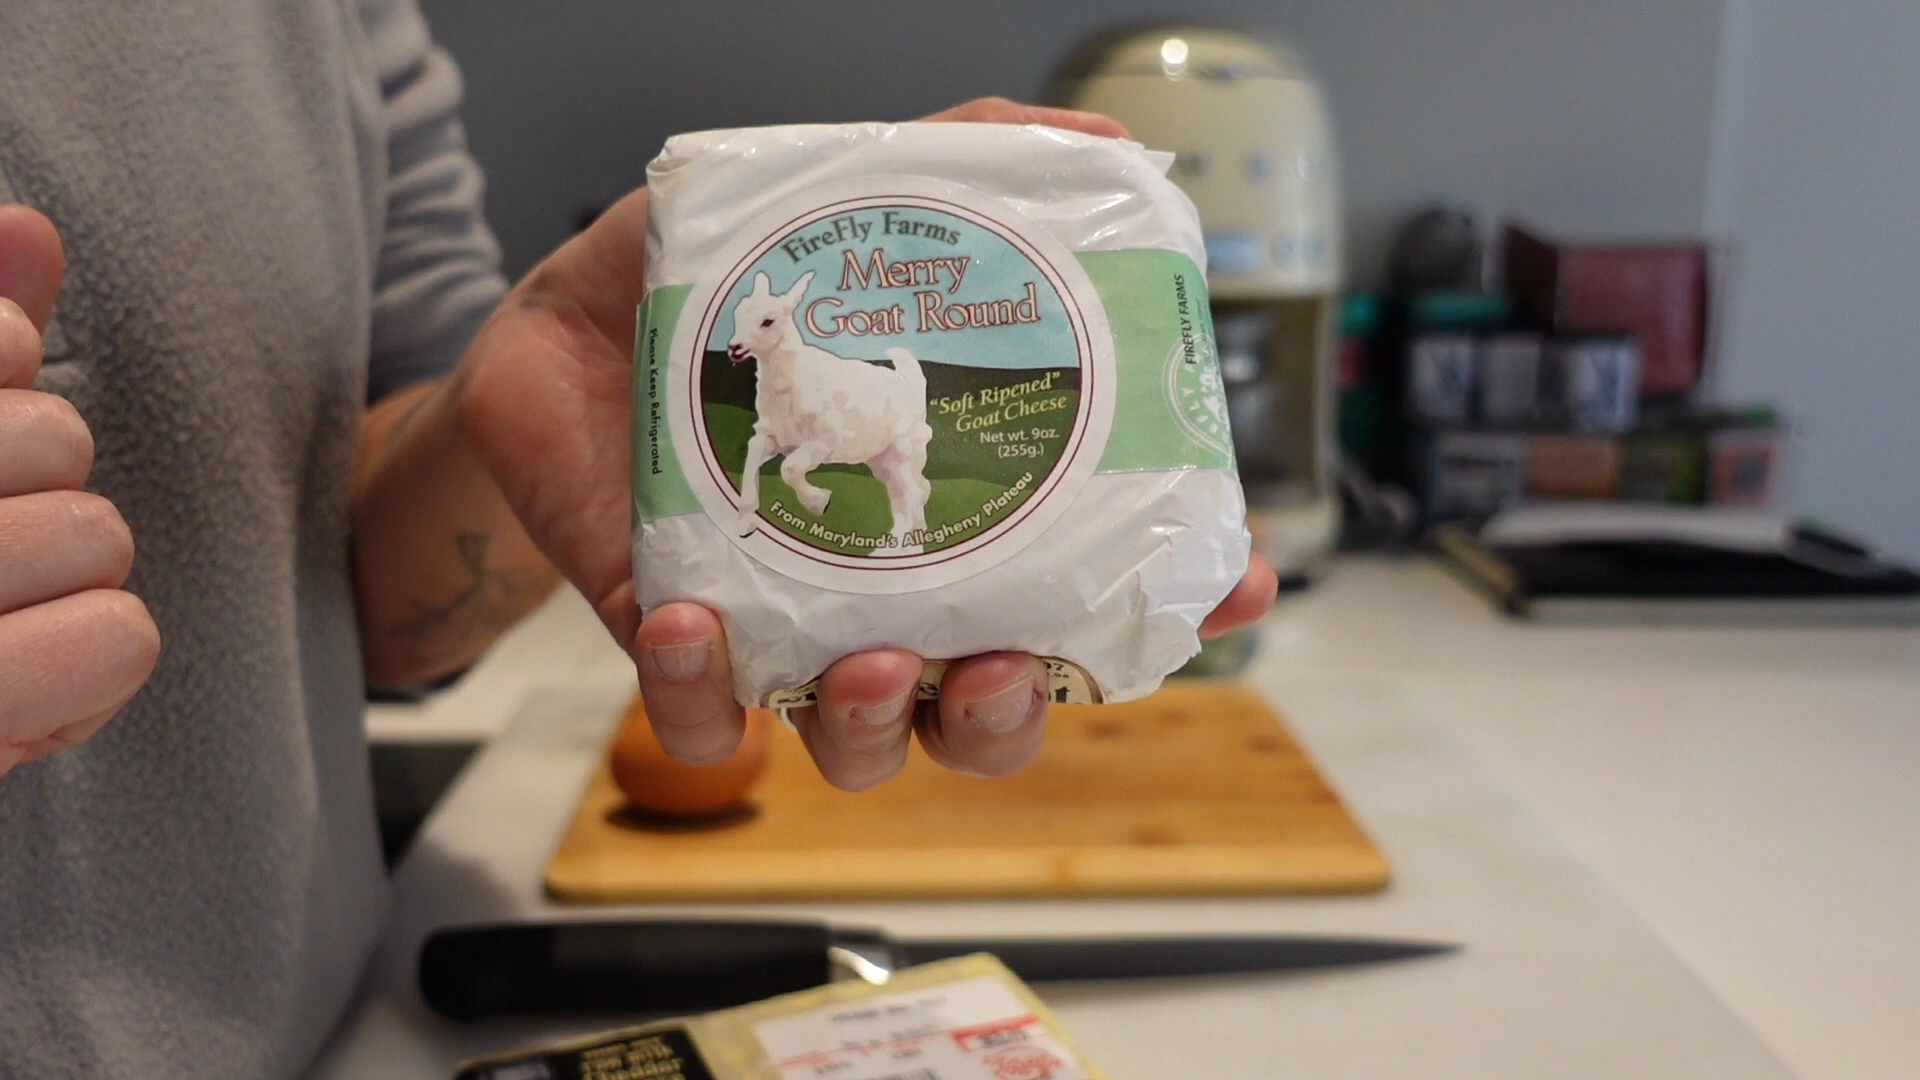 FireFly Farms
Merry
Goat Round
"Soft Ripened"
Goat Cheese
Net wt. 9oz.
(255g.)
From Maryland's Allegheny Plateau
Please Keep Refrigerated
FIREFLY FARMS
Cheddar